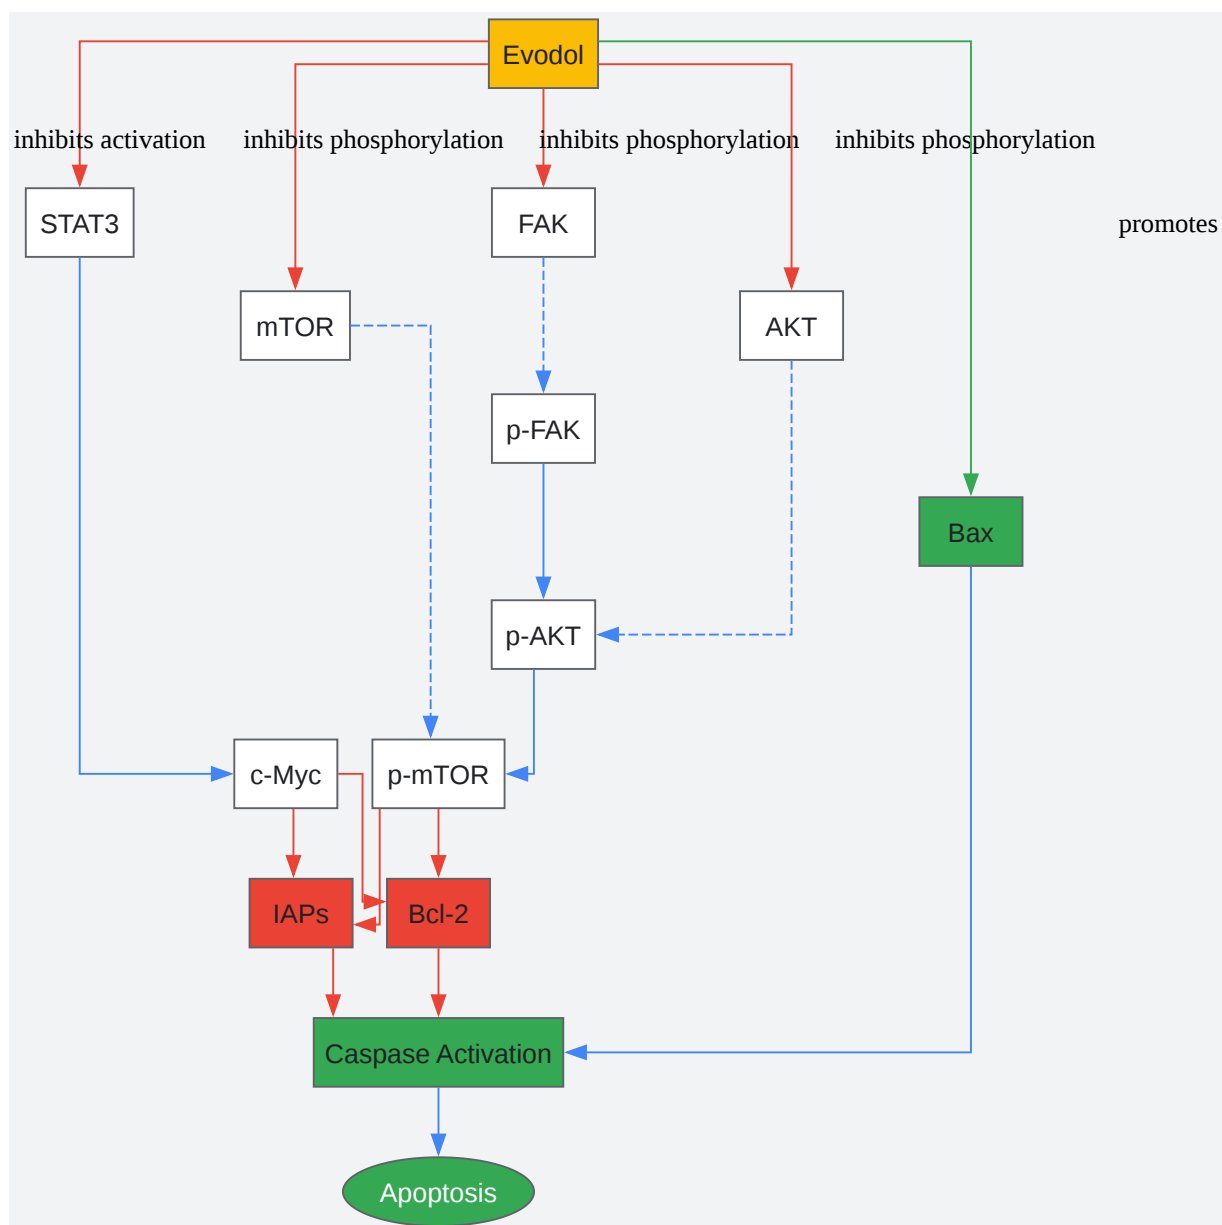 Evodol
inhibits activation
inhibits phosphorylation
inhibits phosphorylation
inhibits phosphorylation
STAT3
FAK
promotes
mTOR
AKT
p-FAK
Bax
p-AKT
c-Myc
p-mTOR
IAPs
Bcl-2
Caspase Activation
Apoptosis